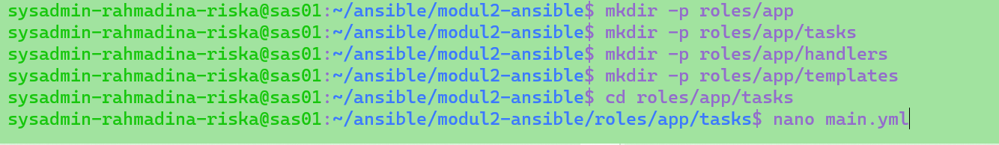 sysadmin-rahmadina-riska@sas01:~/ansible/modul2-ansible$ mkdir -p roles/app
sysadmin-rahmadina-riska@sas01:~/ansible/modul2-ansible$ mkdir -p roles/app/tasks
sysadmin-rahmadina-riska@sas01:~/ansible/modul2-ansible$ mkdir -p roles/app/handlers
sysadmin-rahmadina-riska@sas01:~/ansible/modul2-ansible$ mkdir -p roles/app/templates
sysadmin-rahmadina-riska@sas01:~/ansible/modul2-ansible$ cd roles/app/tasks
sysadmin-rahmadina-riska@sas01:~/ansible/modul2-ansible/roles/app/tasks$ nano main.yml